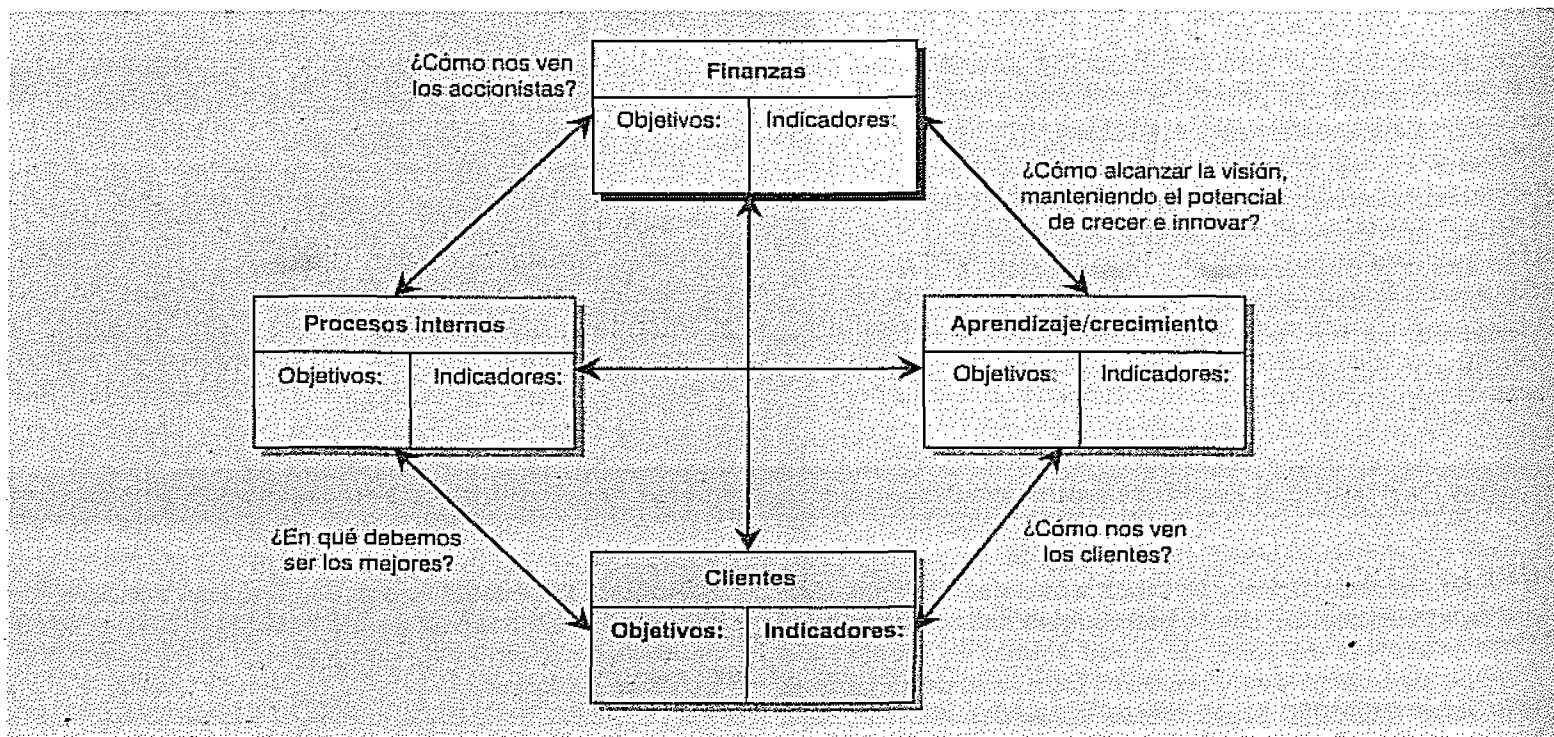 ¿Cómo nos ven
los accionistas?
Finanzas
Objetivos:
Indicadores:
¿Cómo alcanzar la visión,
manteniendo el potencial
de crecer e innovar?
Procesos internos
Objetivos:
Indicadores:
Aprendizaje/crecimiento
Objetivos:
Indicadores:
¿En qué debemos
ser los mejores?
¿Cómo nos ven
los clientes?
Clientes
Objetivos:
Indicadores: